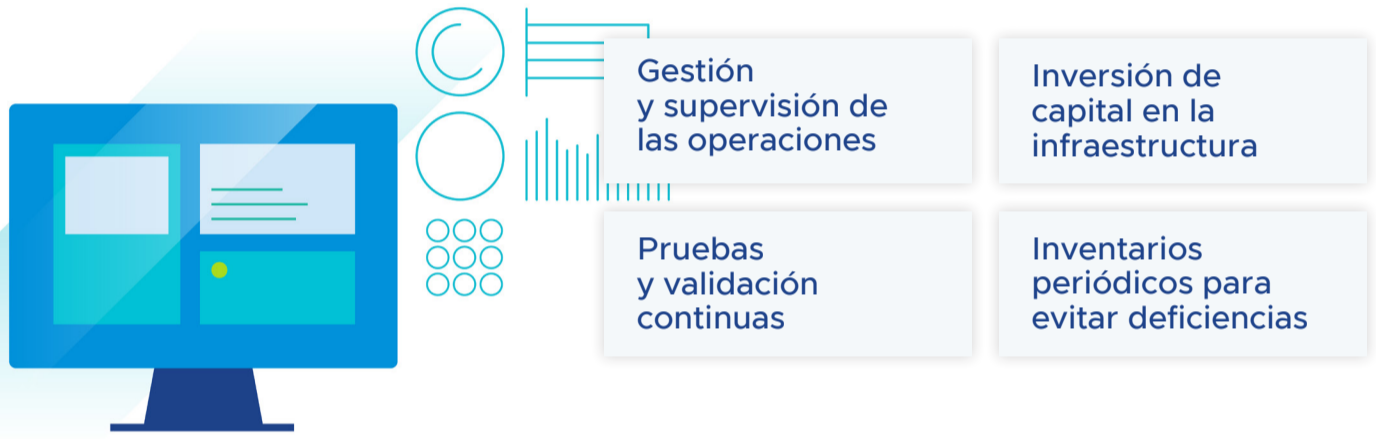 Gestión
y supervisión de
las operaciones
Inversión de
capital en la
infraestructura
Pruebas
y validación
continuas
Inventarios
periódicos para
evitar deficiencias